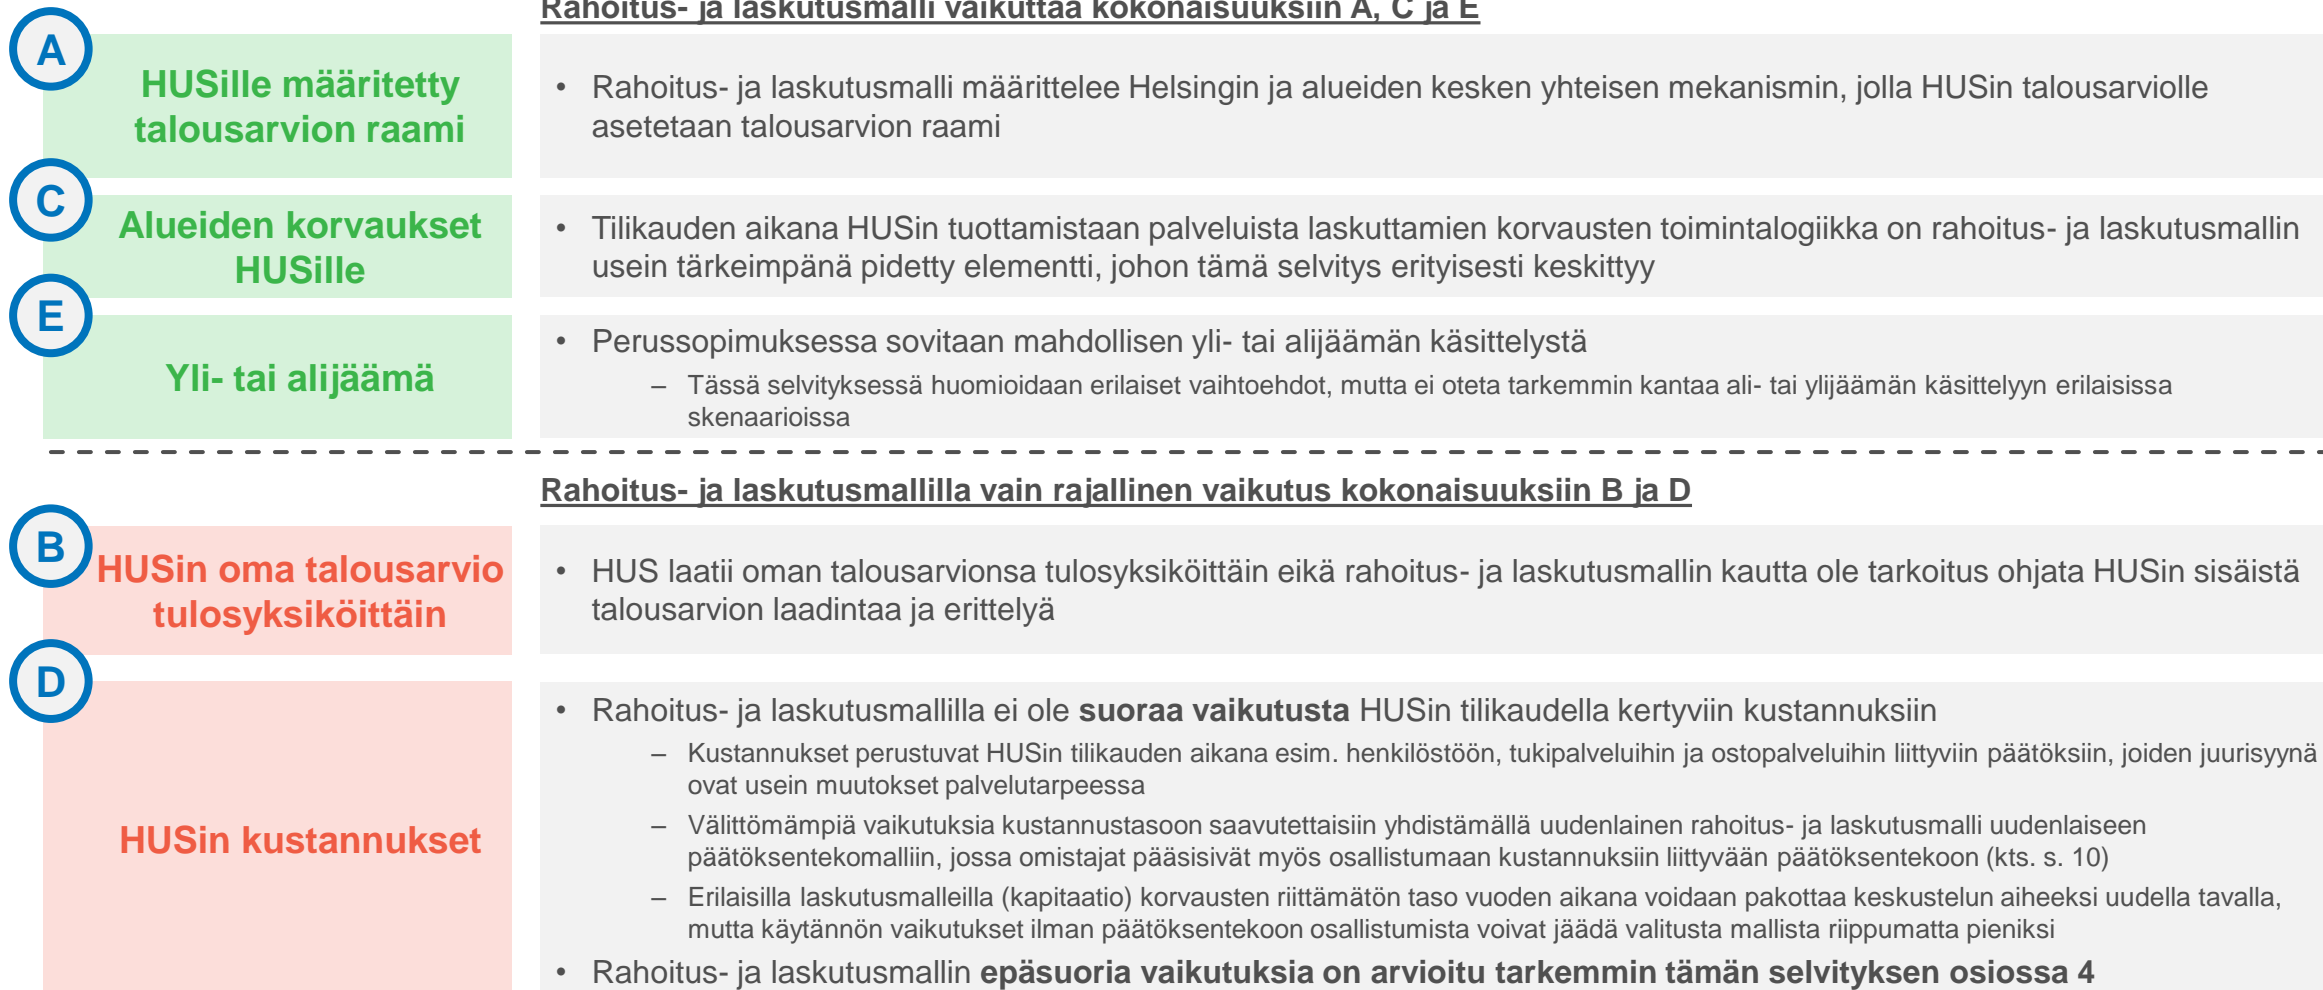 Rahoitus- ja laskutusmalli vaikuttaa kokonaisuuksiin A, C ja E
A
HUSille määritetty
talousarvion raami
• Rahoitus- ja laskutusmalli määrittelee Helsingin ja alueiden kesken yhteisen mekanismin, jolla HUSin talousarviolle
asetetaan talousarvion raami
C
Alueiden korvaukset
HUSille
• Tilikauden aikana HUSin tuottamistaan palveluista laskuttamien korvausten toimintalogiikka on rahoitus- ja laskutusmallin
usein tärkeimpänä pidetty elementti, johon tämä selvitys erityisesti keskittyy
E
Yli- tai alijäämä
• Perussopimuksessa sovitaan mahdollisen yli- tai alijäämän käsittelystä
– Tässä selvityksessä huomioidaan erilaiset vaihtoehdot, mutta ei oteta tarkemmin kantaa ali- tai ylijäämän käsittelyyn erilaisissa
skenaarioissa
Rahoitus- ja laskutusmallilla vain rajallinen vaikutus kokonaisuuksiin B ja D
B
HUSin oma talousarvio
tulosyksiköittäin
• HUS laatii oman talousarvionsa tulosyksiköittäin eikä rahoitus- ja laskutusmallin kautta ole tarkoitus ohjata HUSin sisäistä
talousarvion laadintaa ja erittelyä
D
HUSin kustannukset
• Rahoitus- ja laskutusmallilla ei ole suoraa vaikutusta HUSin tilikaudella kertyviin kustannuksiin
– Kustannukset perustuvat HUSin tilikauden aikana esim. henkilöstöön, tukipalveluihin ja ostopalveluihin liittyviin päätöksiin, joiden juurisyynä
ovat usein muutokset palvelutarpeessa
– Välittömämpiä vaikutuksia kustannustasoon saavutettaisiin yhdistämällä uudenlainen rahoitus- ja laskutusmalli uudenlaiseen
päätöksentekomalliin, jossa omistajat pääsisivät myös osallistumaan kustannuksiin liittyvään päätöksentekoon (kts. s. 10)
– Erilaisilla laskutusmalleilla (kapitaatio) korvausten riittämätön taso vuoden aikana voidaan pakottaa keskustelun aiheeksi uudella tavalla,
mutta käytännön vaikutukset ilman päätöksentekoon osallistumista voivat jäädä valitusta mallista riippumatta pieniksi
• Rahoitus- ja laskutusmallin epäsuoria vaikutuksia on arvioitu tarkemmin tämän selvityksen osiossa 4